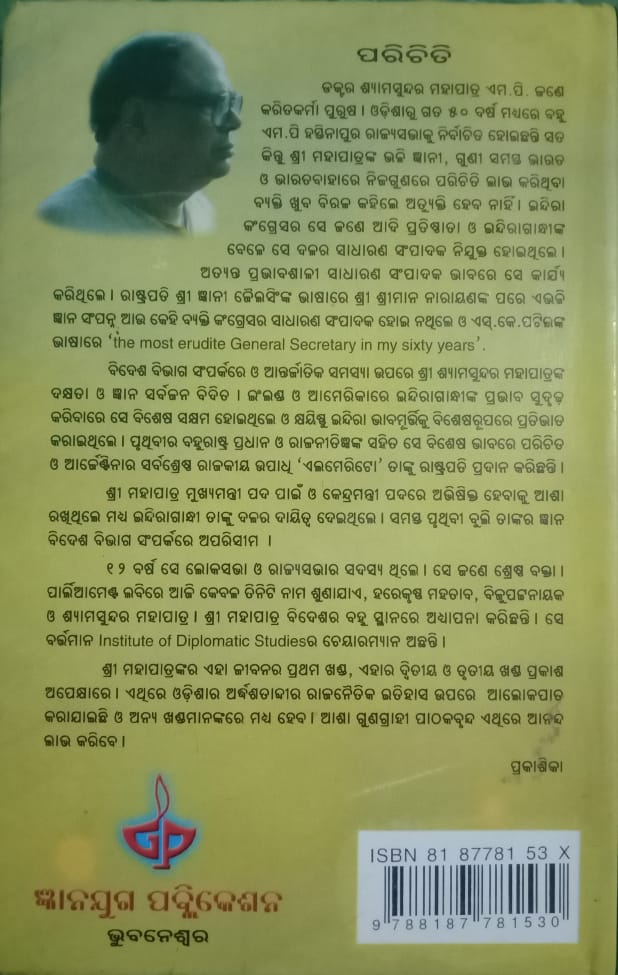 ପରିଚିତି
ଡକ୍ଟର ଶ୍ୟାମସୁନ୍ଦର ମହାପାତ୍ର ଏମ.ପି. ଜଣେ
କରିତକର୍ମା ପୁରୁଷ । ଓଡ଼ିଶାରୁ ଗତ ୫୦ ବର୍ଷ ମଧ୍ୟରେ ବହୁ
ଏମ.ପି ହସ୍ତିନାପୁର ରାଜ୍ୟସଭାକୁ ନିର୍ବାଚିତ ହୋଇଛନ୍ତି ସତ
କିନ୍ତୁ ଶ୍ରୀ ମହାପାତ୍ରଙ୍କ ଭଳି ଜ୍ଞାନୀ, ଗୁଣୀ ସମସ୍ତ ଭାରତ
ଓ ଭାରତବାହାରେ ନିଜଗୁଣରେ ପରିଚିତି ଲାଭ କରିଥିବା
ବ୍ୟକ୍ତି ଖୁବ ବିରଳ କହିଲେ ଅତ୍ୟୁକ୍ତି ହେବ ନାହିଁ । ଇନ୍ଦିରା
କଂଗ୍ରେସର ସେ ଜଣେ ଆଦି ପ୍ରତିଷ୍ଠାତା ଓ ଇନ୍ଦିରାଗାନ୍ଧୀଙ୍କ
ବେଳେ ସେ ଦଳର ସାଧାରଣ ସଂପାଦକ ନିଯୁକ୍ତ ହୋଇଥିଲେ ।
ଅତ୍ୟନ୍ତ ପ୍ରଭାବଶାଳୀ ସାଧାରଣ ସଂପାଦକ ଭାବରେ ସେ କାର୍ଯ୍ୟ
କରିଥିଲେ । ରାଷ୍ଟ୍ରପତି ଶ୍ରୀ ଜ୍ଞାନୀ ଜୈଲସିଂଙ୍କ ଭାଷାରେ ଶ୍ରୀ ଶ୍ରୀମାନ ନାରାୟଣଙ୍କ ପରେ ଏଭଳି
ଜ୍ଞାନ ସଂପନ୍ନ ଆଉ କେହି ବ୍ୟକ୍ତି କଂଗ୍ରେସର ସାଧାରଣ ସଂପାଦକ ହୋଇ ନଥିଲେ ଓ ଏସ୍.କେ.ପଟିଲଙ୍କ
ଭାଷାରେ ‘the most erudite General Secretary in my sixty years’.
ବିଦେଶ ବିଭାଗ ସଂପର୍କରେ ଓ ଆନ୍ତର୍ଜାତିକ ସମସ୍ୟା ଉପରେ ଶ୍ରୀ ଶ୍ୟାମସୁନ୍ଦର ମହାପାତ୍ରଙ୍କ
ଦକ୍ଷତା ଓ ଜ୍ଞାନ ସର୍ବଜନ ବିଦିତ । ଇଂଲଣ୍ଡ ଓ ଆମେରିକାରେ ଇନ୍ଦିରାଗାନ୍ଧୀଙ୍କ ପ୍ରଭାବ ସୁଦୃଢ଼
କରିବାରେ ସେ ବିଶେଷ ସକ୍ଷମ ହୋଇଥିଲେ ଓ କ୍ଷୟିଷ୍ଣୁ ଇନ୍ଦିରା ଭାବମୂର୍ତ୍ତିକୁ ବିଶେଷରୂପରେ ପ୍ରତିଭାତ
କରାଇଥିଲେ । ପୃଥିବୀର ବହୁରାଷ୍ଟ୍ର ପ୍ରଧାନ ଓ ରାଜନୀତିଜ୍ଞଙ୍କ ସହିତ ସେ ବିଶେଷ ଭାବରେ ପରିଚିତ
ଓ ଆର୍ଜେଣ୍ଟିନାର ସର୍ବଶ୍ରେଷ୍ଠ ରାଜକୀୟ ଉପାଧି ‘ଏଲମେରିଟୋ’ ତାଙ୍କୁ ରାଷ୍ଟ୍ରପତି ପ୍ରଦାନ କରିଛନ୍ତି ।
ଶ୍ରୀ ମହାପାତ୍ର ମୁଖ୍ୟମନ୍ତ୍ରୀ ପଦ ପାଇଁ ଓ କେନ୍ଦ୍ରମନ୍ତ୍ରୀ ପଦରେ ଅଭିଷିକ୍ତ ହେବାକୁ ଆଶା
ରଖିଥିଲେ ମଧ୍ୟ ଇନ୍ଦିରାଗାନ୍ଧୀ ତାଙ୍କୁ ଦଳର ଦାୟିତ୍ୱ ଦେଇଥିଲେ । ସମସ୍ତ ପୃଥିବୀ ବୁଲି ତାଙ୍କର ଜ୍ଞାନ
ବିଦେଶ ବିଭାଗ ସଂପର୍କରେ ଅପରିସୀମ ।
୧୨ ବର୍ଷ ସେ ଲୋକସଭା ଓ ରାଜ୍ୟସଭାର ସଦସ୍ୟ ଥିଲେ । ସେ ଜଣେ ଶ୍ରେଷ୍ଠ ବକ୍ତା ।
ପାର୍ଲିଆମେଣ୍ଟ ଲବିରେ ଆଜି କେବଳ ତିନିଟି ନାମ ଶୁଣାଯାଏ, ହରେକୃଷ୍ଣ ମହତାବ, ବିଜୁପଟ୍ଟନାୟକ
ଓ ଶ୍ୟାମସୁନ୍ଦର ମହାପାତ୍ର । ଶ୍ରୀ ମହାପାତ୍ର ବିଦେଶର ବହୁ ସ୍ଥାନରେ ଅଧ୍ୟାପନା କରିଛନ୍ତି । ସେ
ବର୍ତ୍ତମାନ Institute of Diplomatic Studiesର ଚେୟାରମ୍ୟାନ ଅଛନ୍ତି ।
ଶ୍ରୀ ମହାପାତ୍ରଙ୍କର ଏହା ଜୀବନର ପ୍ରଥମ ଖଣ୍ଡ, ଏହାର ଦ୍ୱିତୀୟ ଓ ତୃତୀୟ ଖଣ୍ଡ ପ୍ରକାଶ
ଅପେକ୍ଷାରେ । ଏଥିରେ ଓଡ଼ିଶାର ଅର୍ଦ୍ଧଶତାବ୍ଦୀର ରାଜନୈତିକ ଇତିହାସ ଉପରେ ଆଲୋକପାତ
କରାଯାଇଛି ଓ ଅନ୍ୟ ଖଣ୍ଡମାନଙ୍କରେ ମଧ୍ୟ ହେବ । ଆଶା ଗୁଣଗ୍ରାହୀ ପାଠକବୃନ୍ଦ ଏଥିରେ ଆନନ୍ଦ
ଲାଭ କରିବେ ।
ପ୍ରକାଶିକା
GP
ଜ୍ଞାନଯୁଗ ପବ୍ଲିକେଶନ
ଭୁବନେଶ୍ୱର
ISBN 81 87781 53 X
9 788187 781530